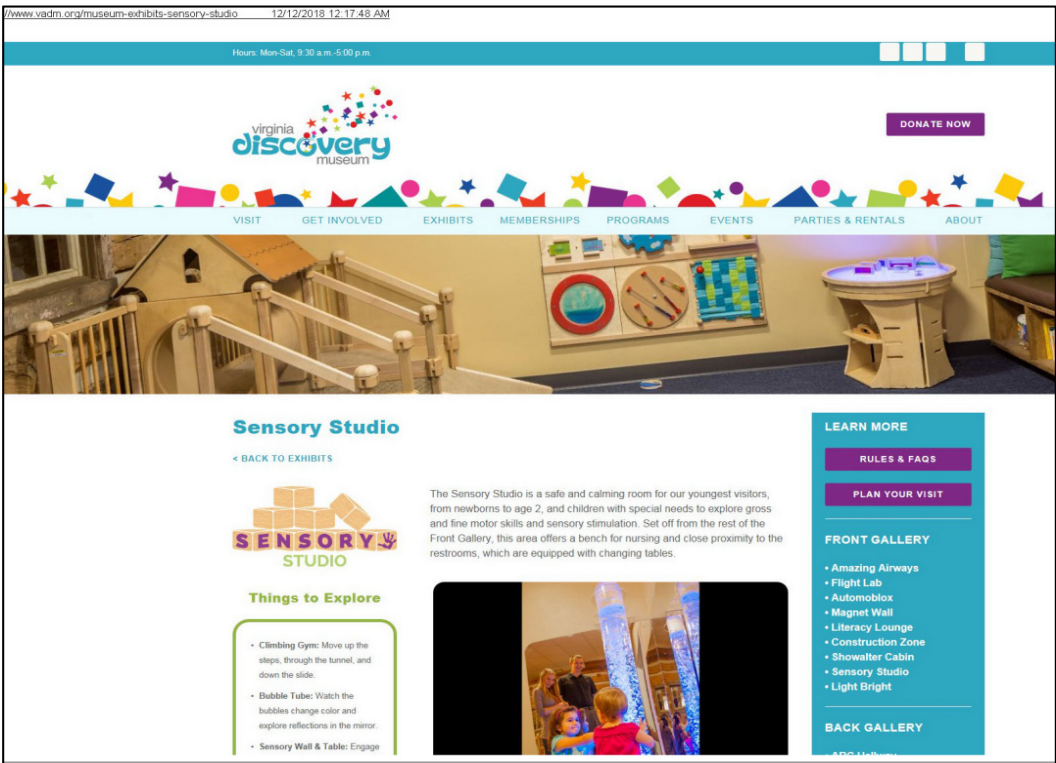 //www.vadm.org/museum-exhibits-sensory-studio 12/12/2018 12:17:48 AM
Hours: Mon-Sat, 9:30 a.m.-5:00 p.m.
virginia
discovery
museum
DONATE NOW
VISIT GET INVOLVED EXHIBITS MEMBERSHIPS PROGRAMS EVENTS PARTIES & RENTALS ABOUT
Sensory Studio
< BACK TO EXHIBITS
SENSORY
STUDIO
Things to Explore
• Climbing Gym: Move up the
steps, through the tunnel, and
down the slide.
• Bubble Tube: Watch the
bubbles change color and
explore reflections in the mirror.
• Sensory Wall & Table: Engage
The Sensory Studio is a safe and calming room for our youngest visitors,
from newborns to age 2, and children with special needs to explore gross
and fine motor skills and sensory stimulation. Set off from the rest of the
Front Gallery, this area offers a bench for nursing and close proximity to the
restrooms, which are equipped with changing tables.
LEARN MORE
RULES & FAQS
PLAN YOUR VISIT
FRONT GALLERY
• Amazing Airways
• Flight Lab
• Automoblox
• Magnet Wall
• Literacy Lounge
• Construction Zone
• Showalter Cabin
• Sensory Studio
• Light Bright
BACK GALLERY